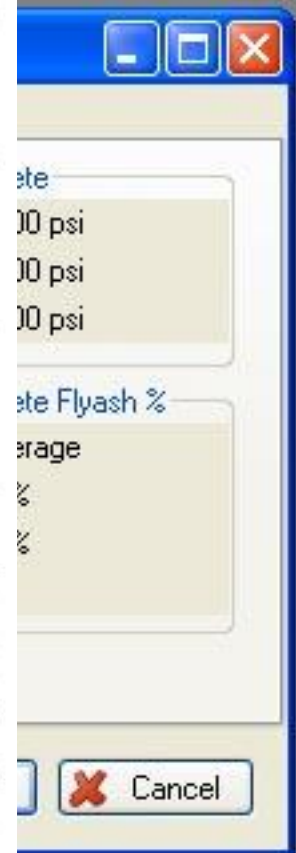 ete
00 psi
00 psi
00 psi
ete Flyash %
erage
%
%
Cancel